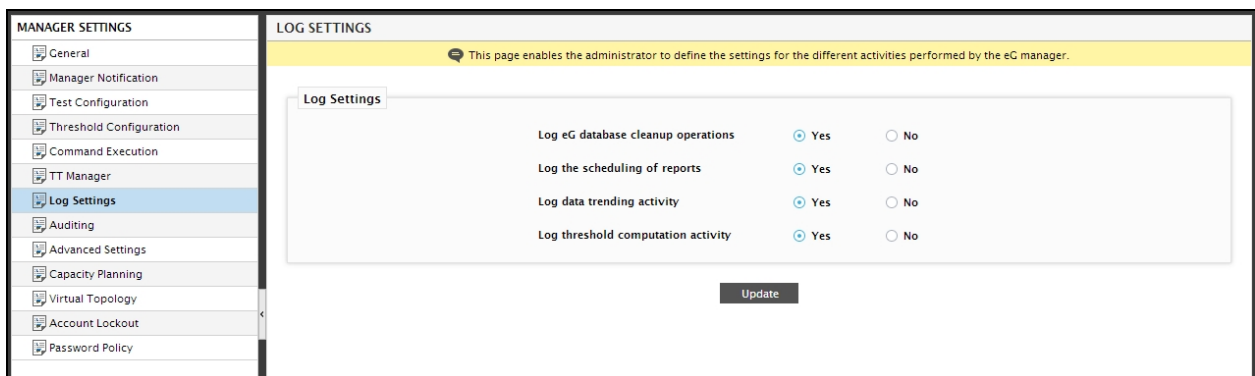 MANAGER SETTINGS
General
Manager Notification
Test Configuration
Threshold Configuration
Command Execution
TT Manager
Log Settings
Auditing
Advanced Settings
Capacity Planning
Virtual Topology
Account Lockout
Password Policy
LOG SETTINGS
This page enables the administrator to define the settings for the different activities performed by the eG manager.
Log Settings
Log eG database cleanup operations Yes No
Log the scheduling of reports Yes No
Log data trending activity Yes No
Log threshold computation activity Yes No
Update